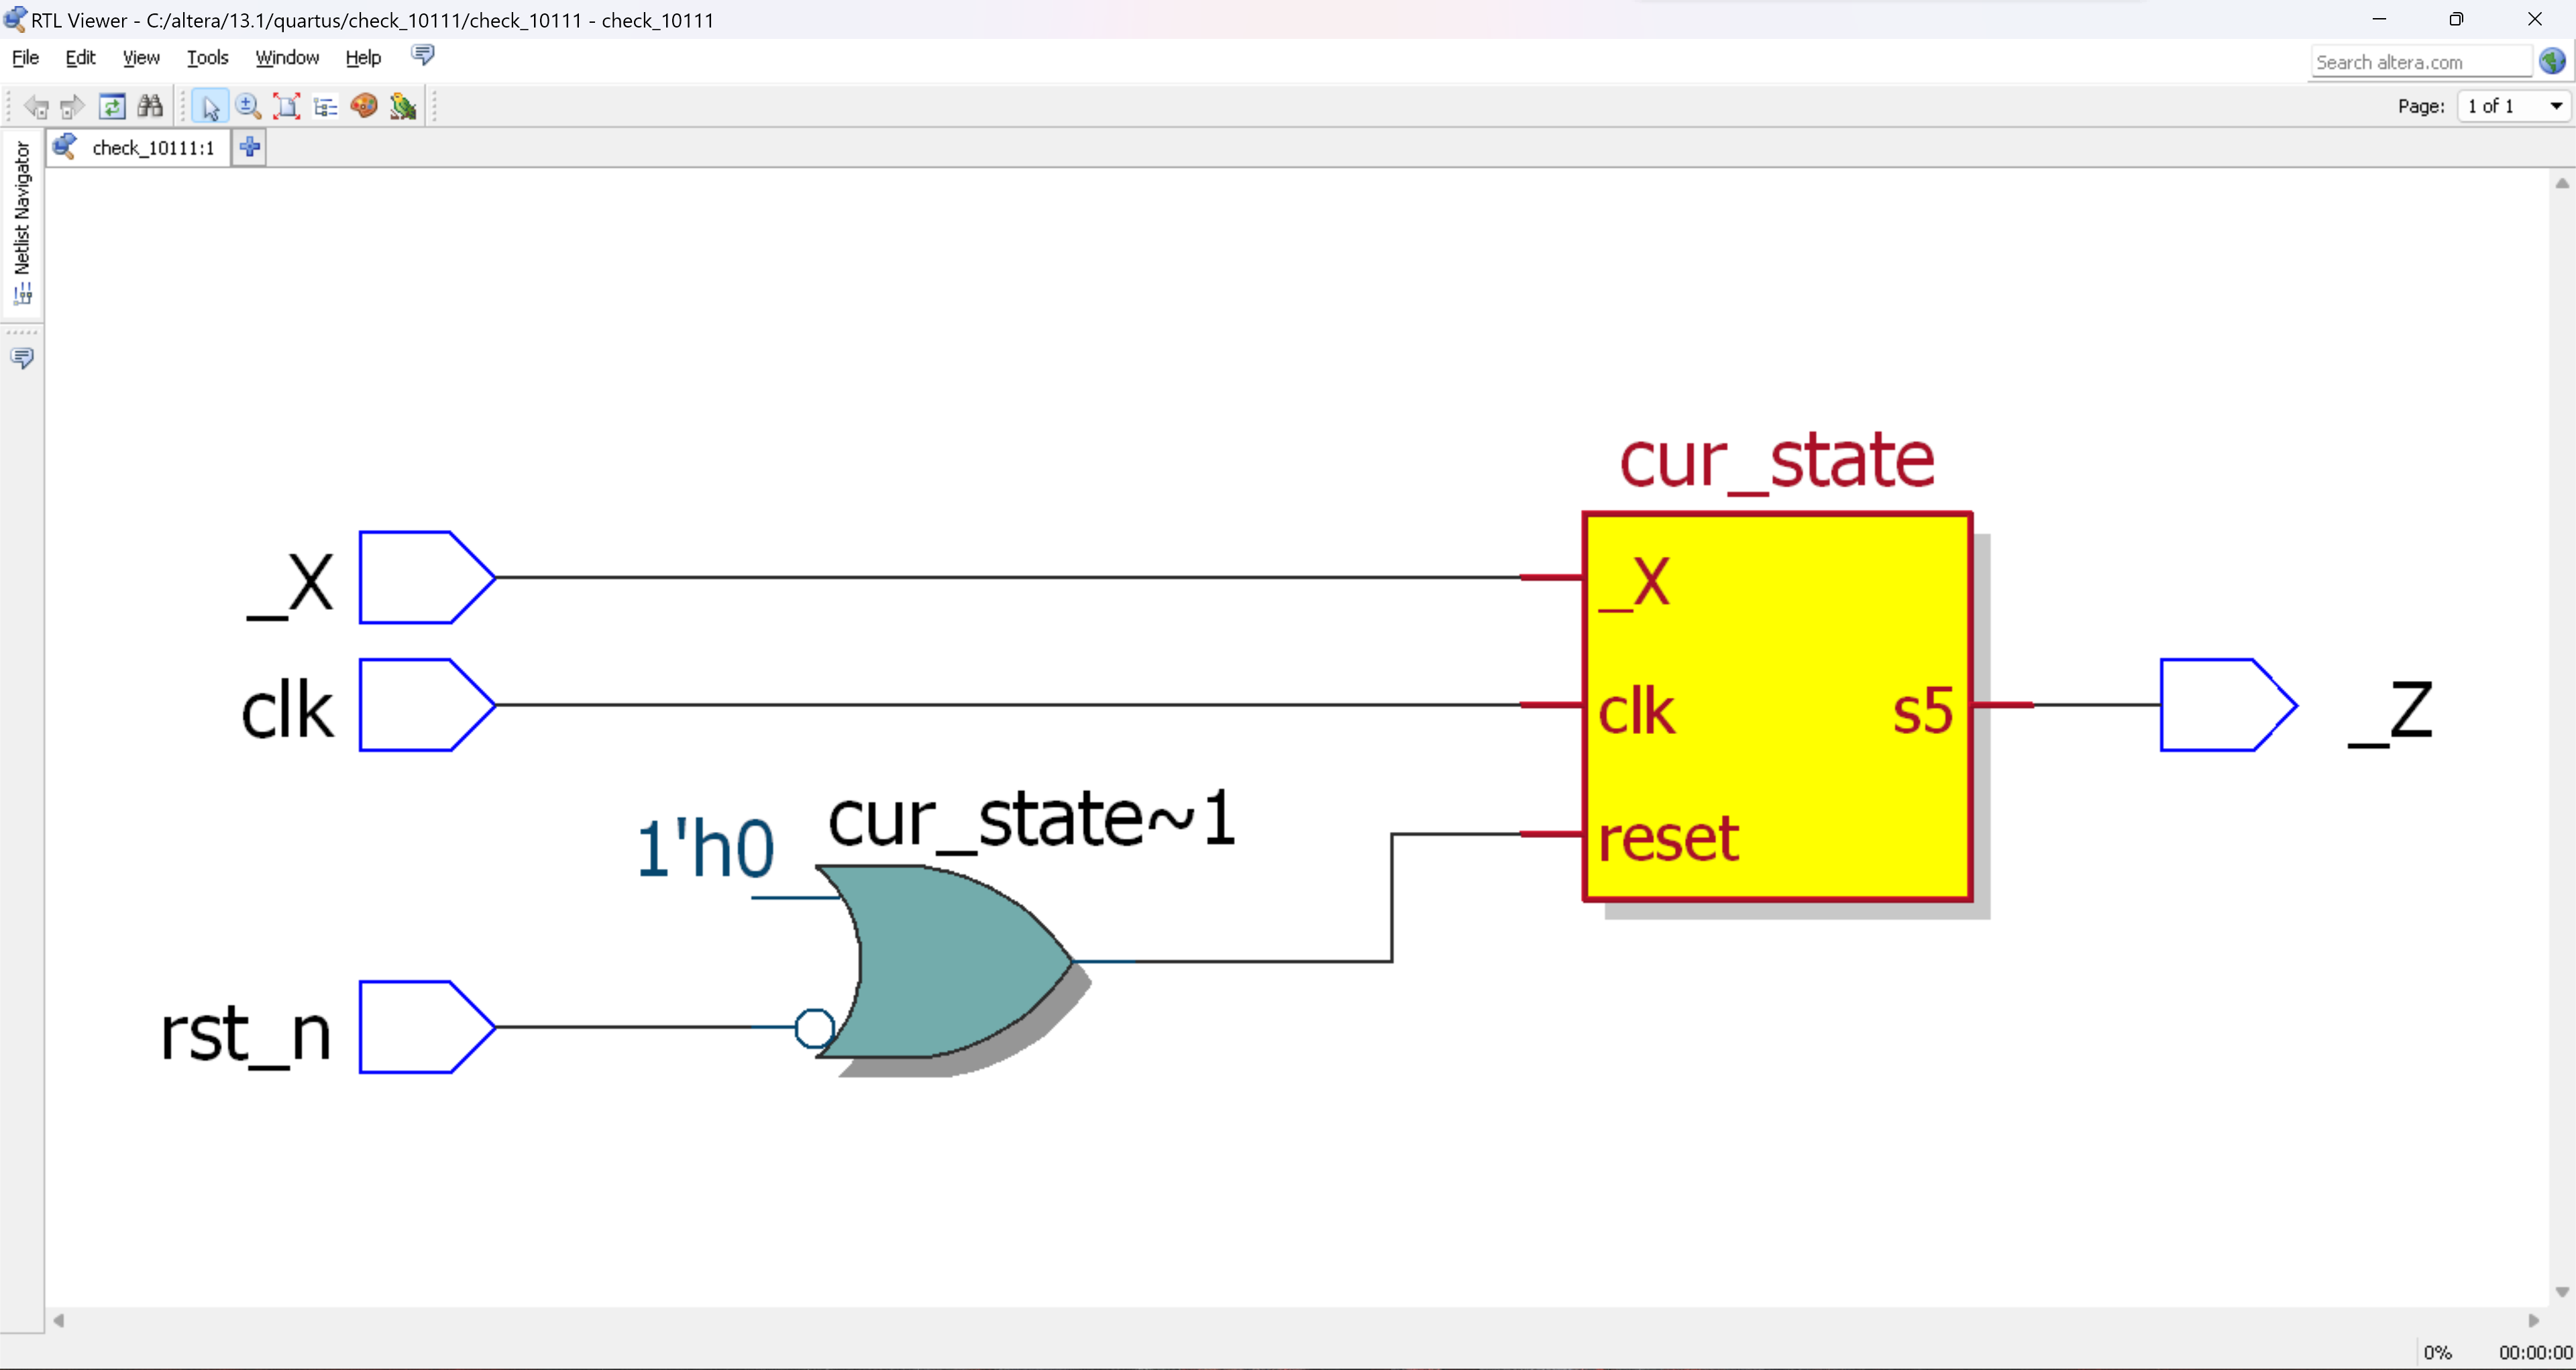 RTL Viewer - C:/altera/13.1/quartus/check_10111/check_10111 - check_10111
File Edit View Tools Window Help
Search altera.com
Page: 1 of 1
check_10111:1
Netlist Navigator
cur_state
_X
_X
clk
clk
s5
_Z
1'h0
cur_state~1
reset
rst_n
0% 00:00:00